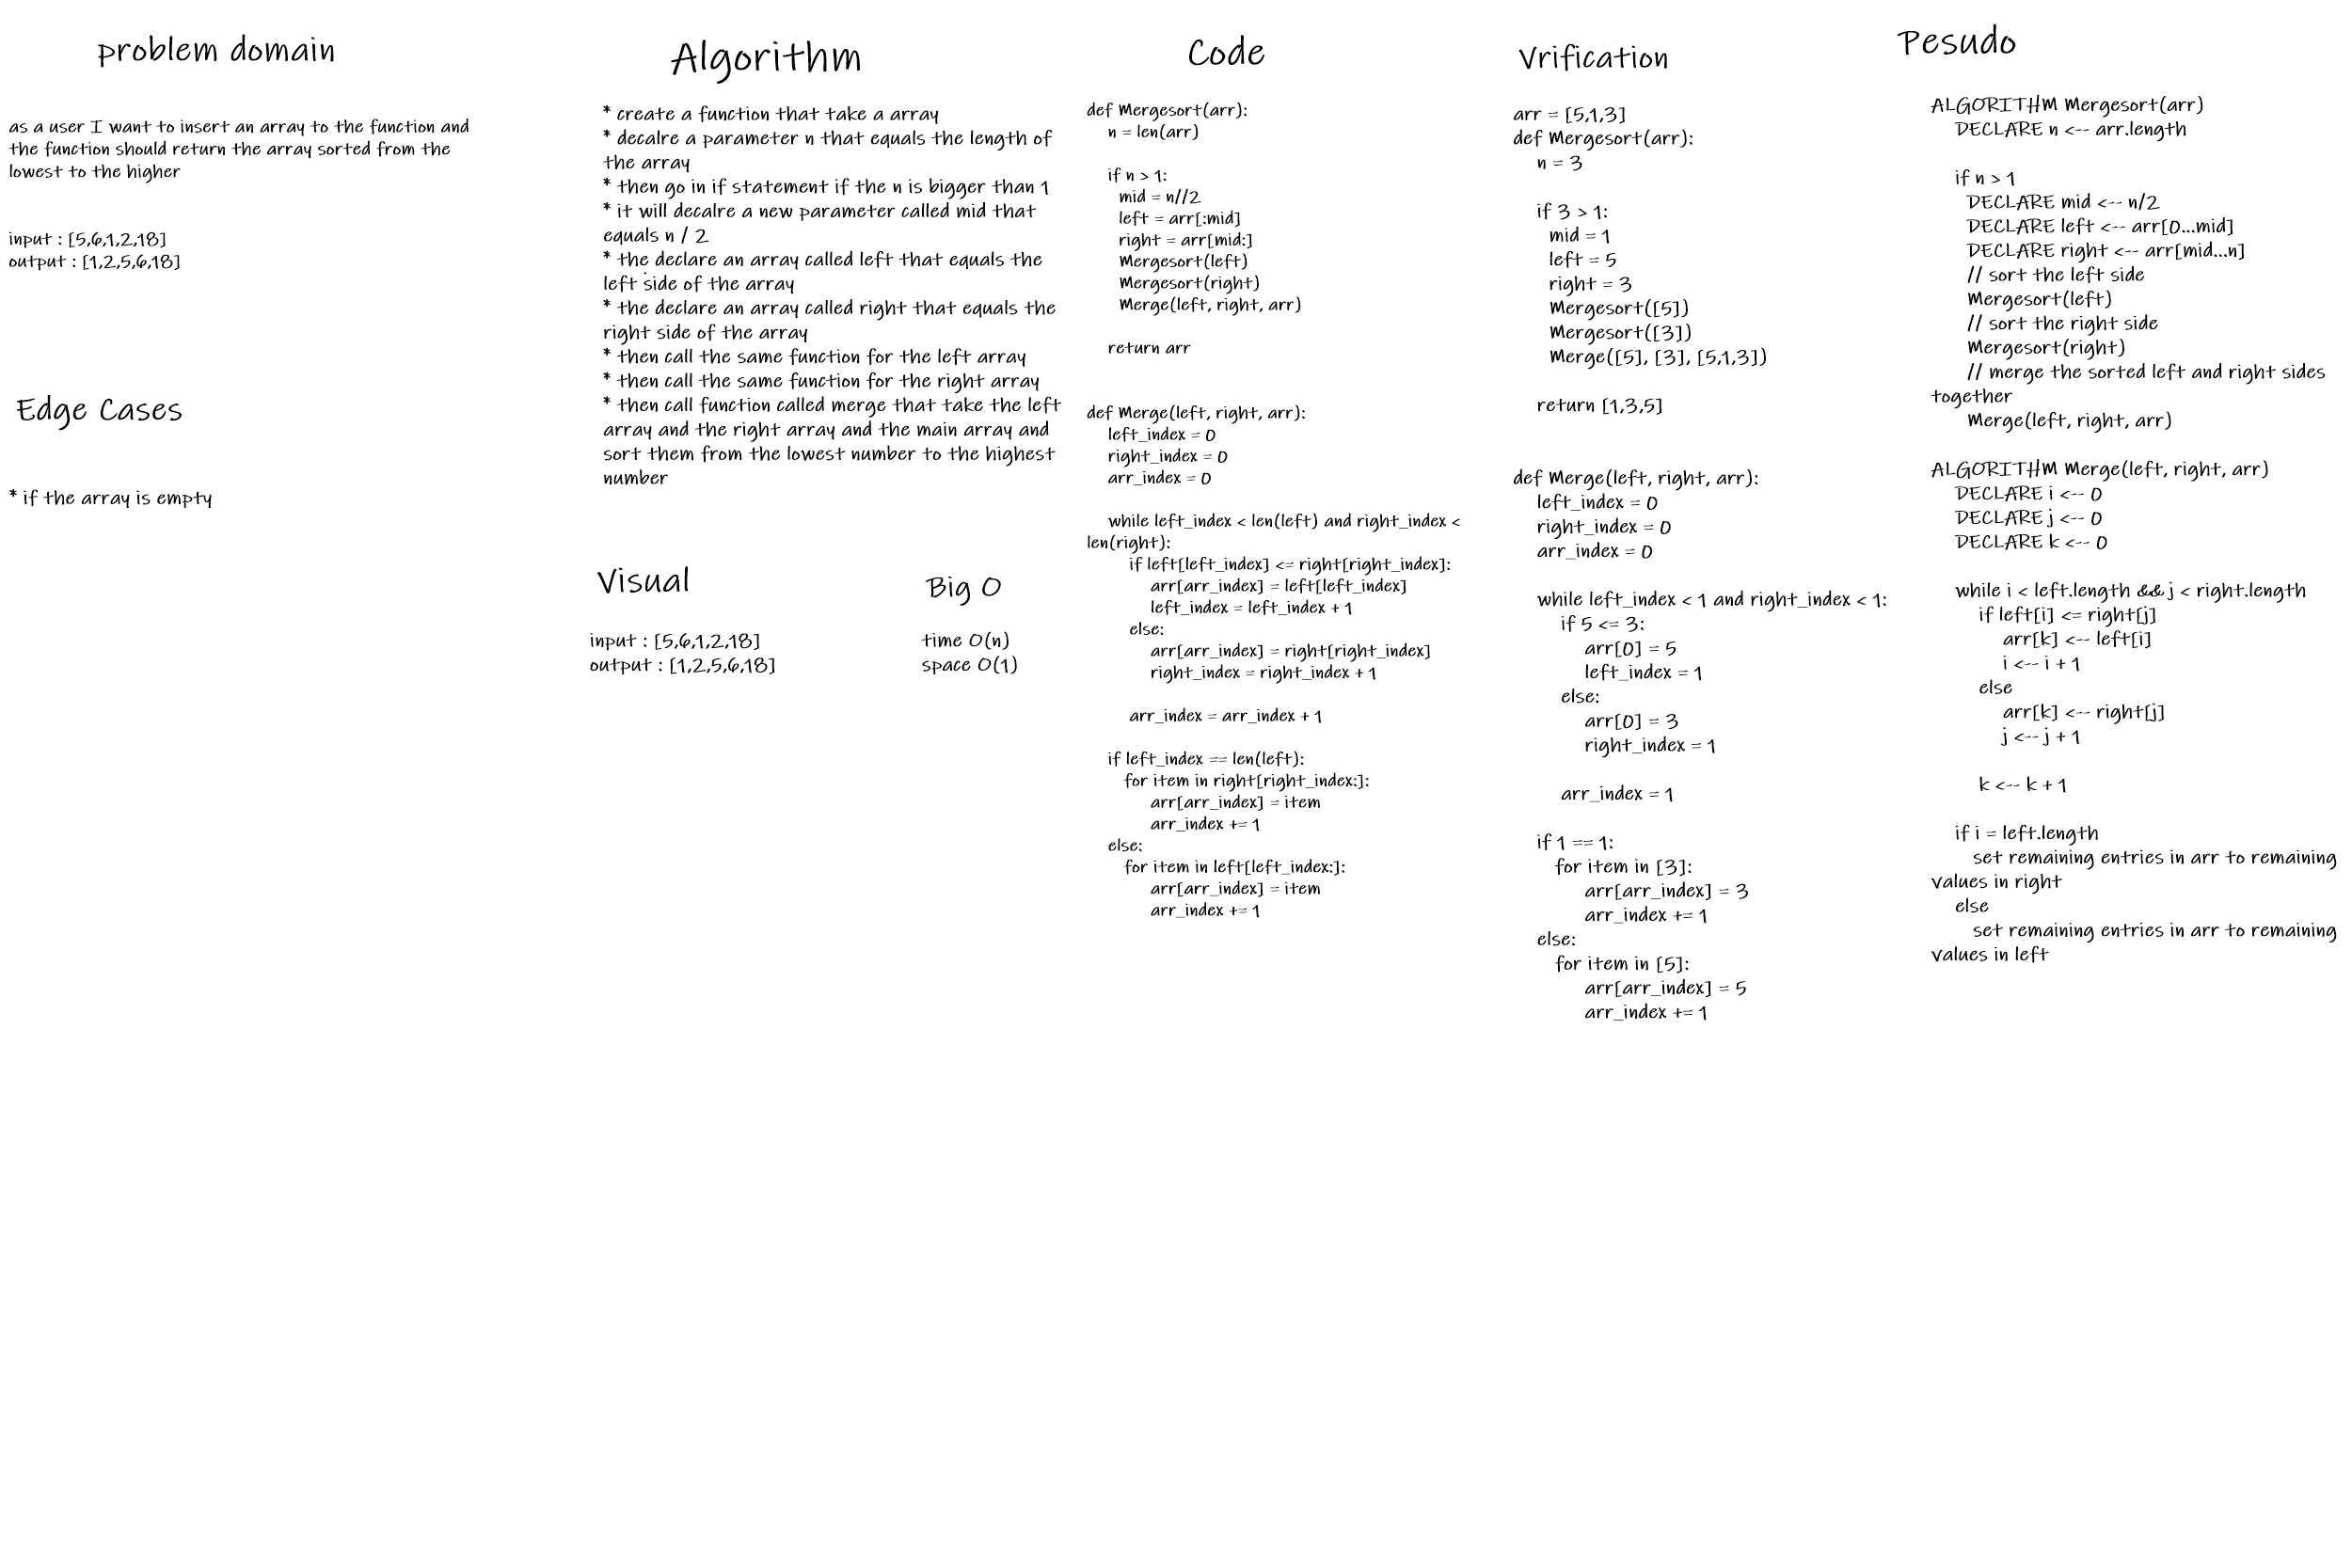 problem domain
as a user I want to insert an array to the function and
the function should return the array sorted from the
lowest to the higher
input : [5,6,1,2,18]
output : [1,2,5,6,18]
Edge Cases
* if the array is empty
Algorithm
* create a function that take a array
* decalre a parameter n that equals the length of
the array
* then go in if statement if the n is bigger than 1
* it will decalre a new parameter called mid that
equals n / 2
* the declare an array called left that equals the
left side of the array
* the declare an array called right that equals the
right side of the array
* then call the same function for the left array
* then call the same function for the right array
* then call function called merge that take the left
array and the right array and the main array and
sort them from the lowest number to the highest
number
Visual
input : [5,6,1,2,18]
output : [1,2,5,6,18]
Big O
time O(n)
space O(1)
Code
def Mergesort(arr):
n = len(arr)
if n > 1:
mid = n//2
left = arr[:mid]
right = arr[mid:]
Mergesort(left)
Mergesort(right)
Merge(left, right, arr)
return arr
def Merge(left, right, arr):
left_index = 0
right_index = 0
arr_index = 0
while left_index < len(left) and right_index <
len(right):
if left[left_index] <= right[right_index]:
arr[arr_index] = left[left_index]
left_index = left_index + 1
else:
arr[arr_index] = right[right_index]
right_index = right_index + 1
arr_index = arr_index + 1
if left_index == len(left):
for item in right[right_index:]:
arr[arr_index] = item
arr_index += 1
else:
for item in left[left_index:]:
arr[arr_index] = item
arr_index += 1
Vrification
arr = [5,1,3]
def Mergesort(arr):
n = 3
if 3 > 1:
mid = 1
left = 5
right = 3
Mergesort([5])
Mergesort([3])
Merge([5], [3], [5,1,3])
return [1,3,5]
def Merge(left, right, arr):
left_index = 0
right_index = 0
arr_index = 0
while left_index < 1 and right_index < 1:
if 5 <= 3:
arr[0] = 5
left_index = 1
else:
arr[0] = 3
right_index = 1
arr_index = 1
if 1 == 1:
for item in [3]:
arr[arr_index] = 3
arr_index += 1
else:
for item in [5]:
arr[arr_index] = 5
arr_index += 1
Pesudo
ALGORITHM Mergesort(arr)
DECLARE n <-- arr.length
if n > 1
DECLARE mid <-- n/2
DECLARE left <-- arr[0...mid]
DECLARE right <-- arr[mid...n]
// sort the left side
Mergesort(left)
// sort the right side
Mergesort(right)
// merge the sorted left and right sides
together
Merge(left, right, arr)
ALGORITHM Merge(left, right, arr)
DECLARE i <-- 0
DECLARE j <-- 0
DECLARE k <-- 0
while i < left.length && j < right.length
if left[i] <= right[j]
arr[k] <-- left[i]
i <-- i + 1
else
arr[k] <-- right[j]
j <-- j + 1
k <-- k + 1
if i = left.length
set remaining entries in arr to remaining
values in right
else
set remaining entries in arr to remaining
values in left